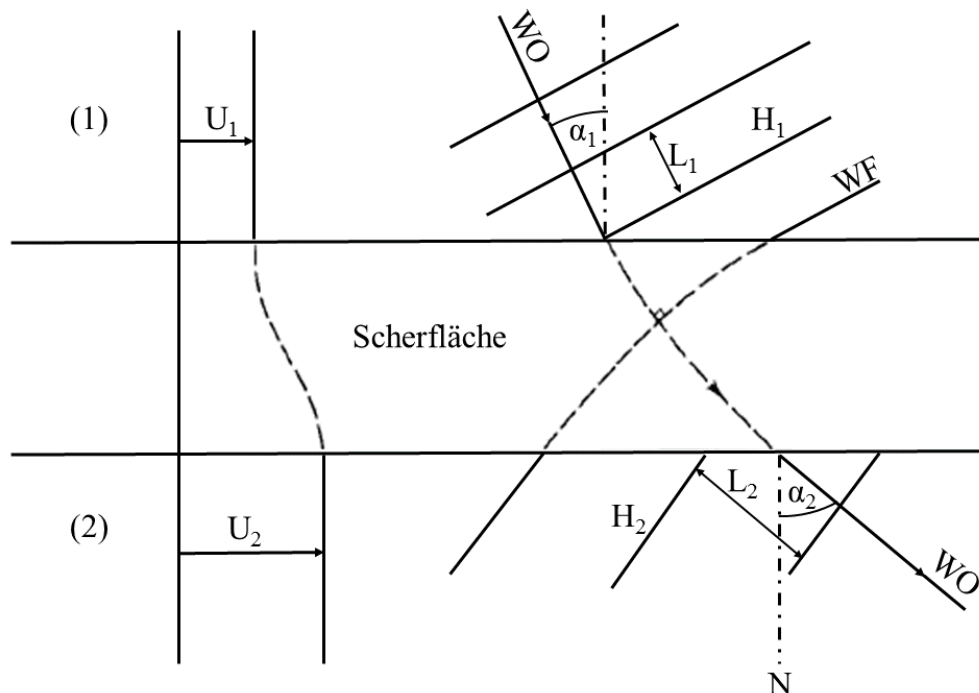 WO
(1)
U₁
α₁
H₁
L₁
WF
Scherfläche
(2)
U₂
H₂
L₂
α₂
WO
N